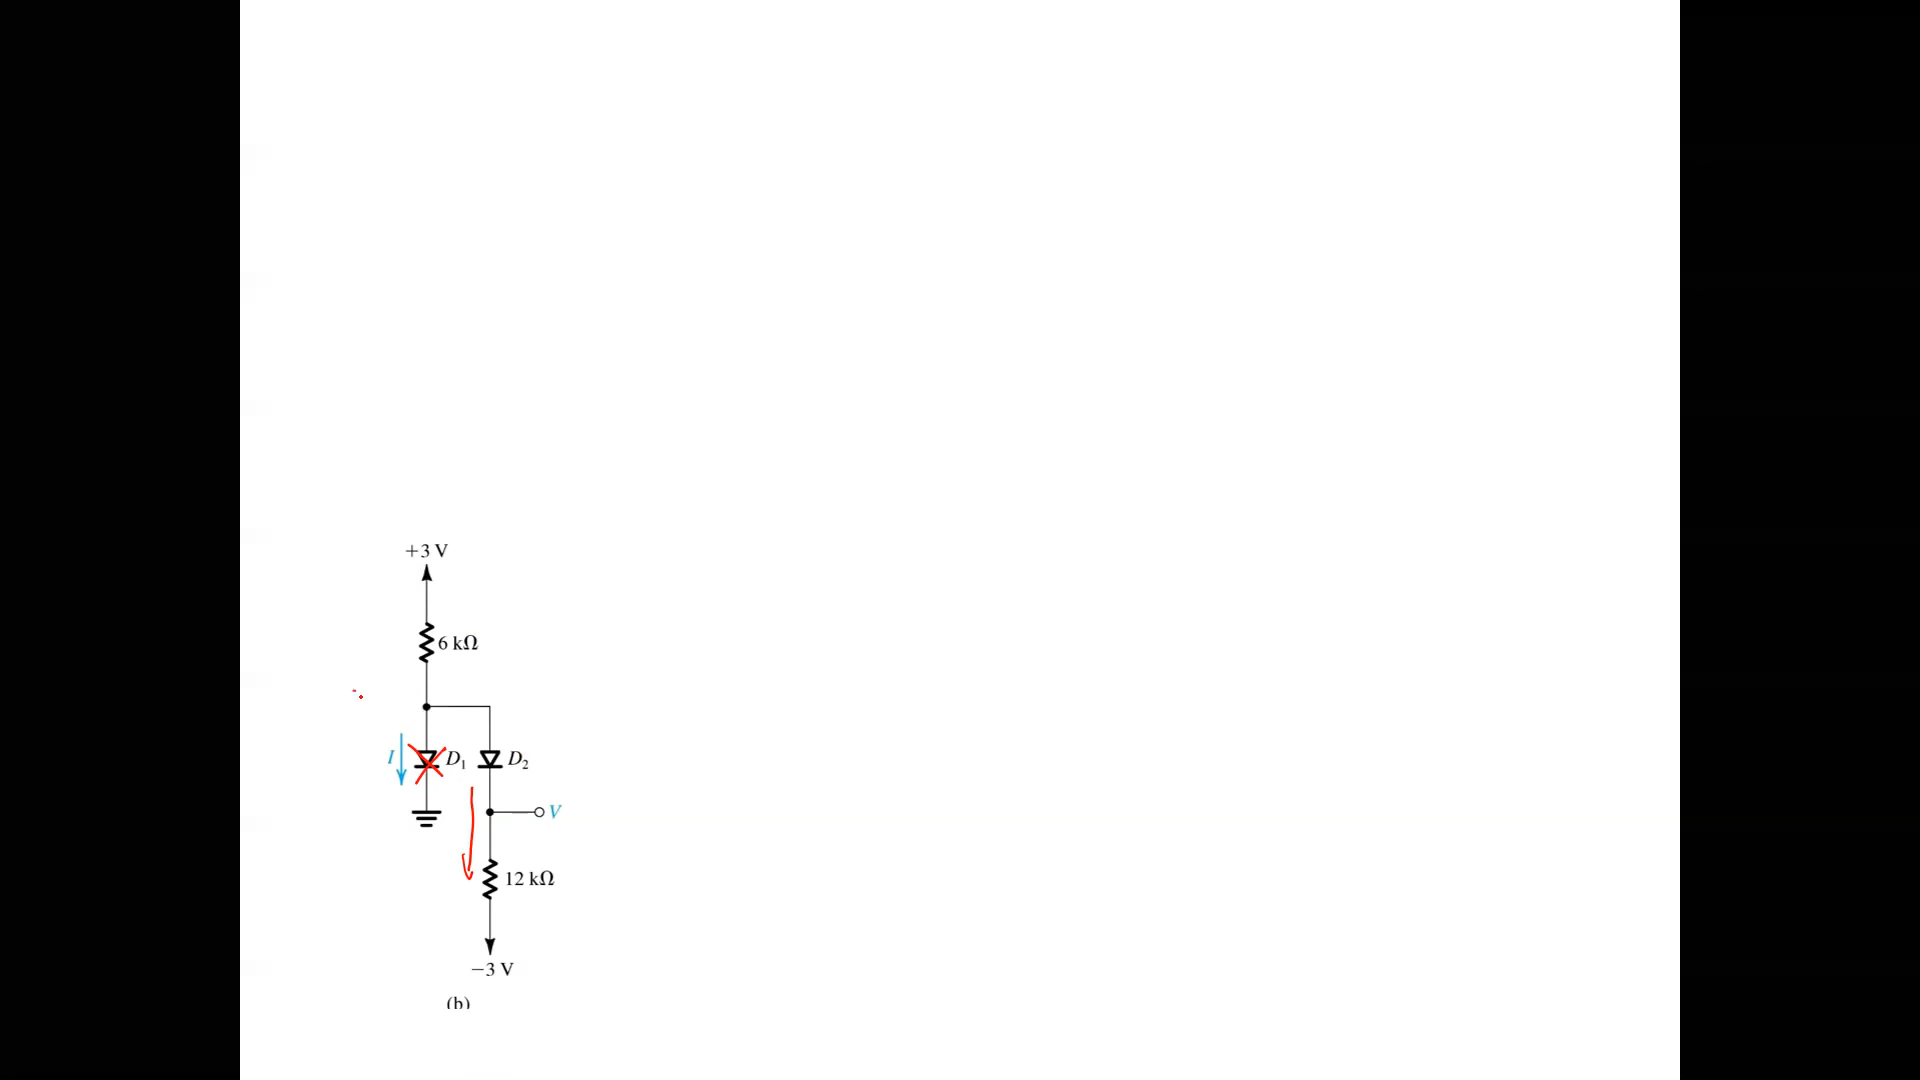 +3 V
6 kΩ
I
D₁
D₂
V
12 kΩ
−3 V
(b)